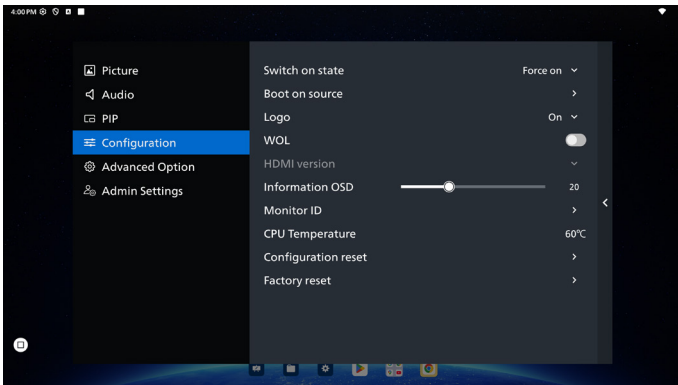 4:00 PM
Picture
Audio
PIP
Configuration
Advanced Option
Admin Settings
Switch on state Force on
Boot on source
Logo On
WOL
HDMI version
Information OSD 20
Monitor ID
CPU Temperature 60℃
Configuration reset
Factory reset